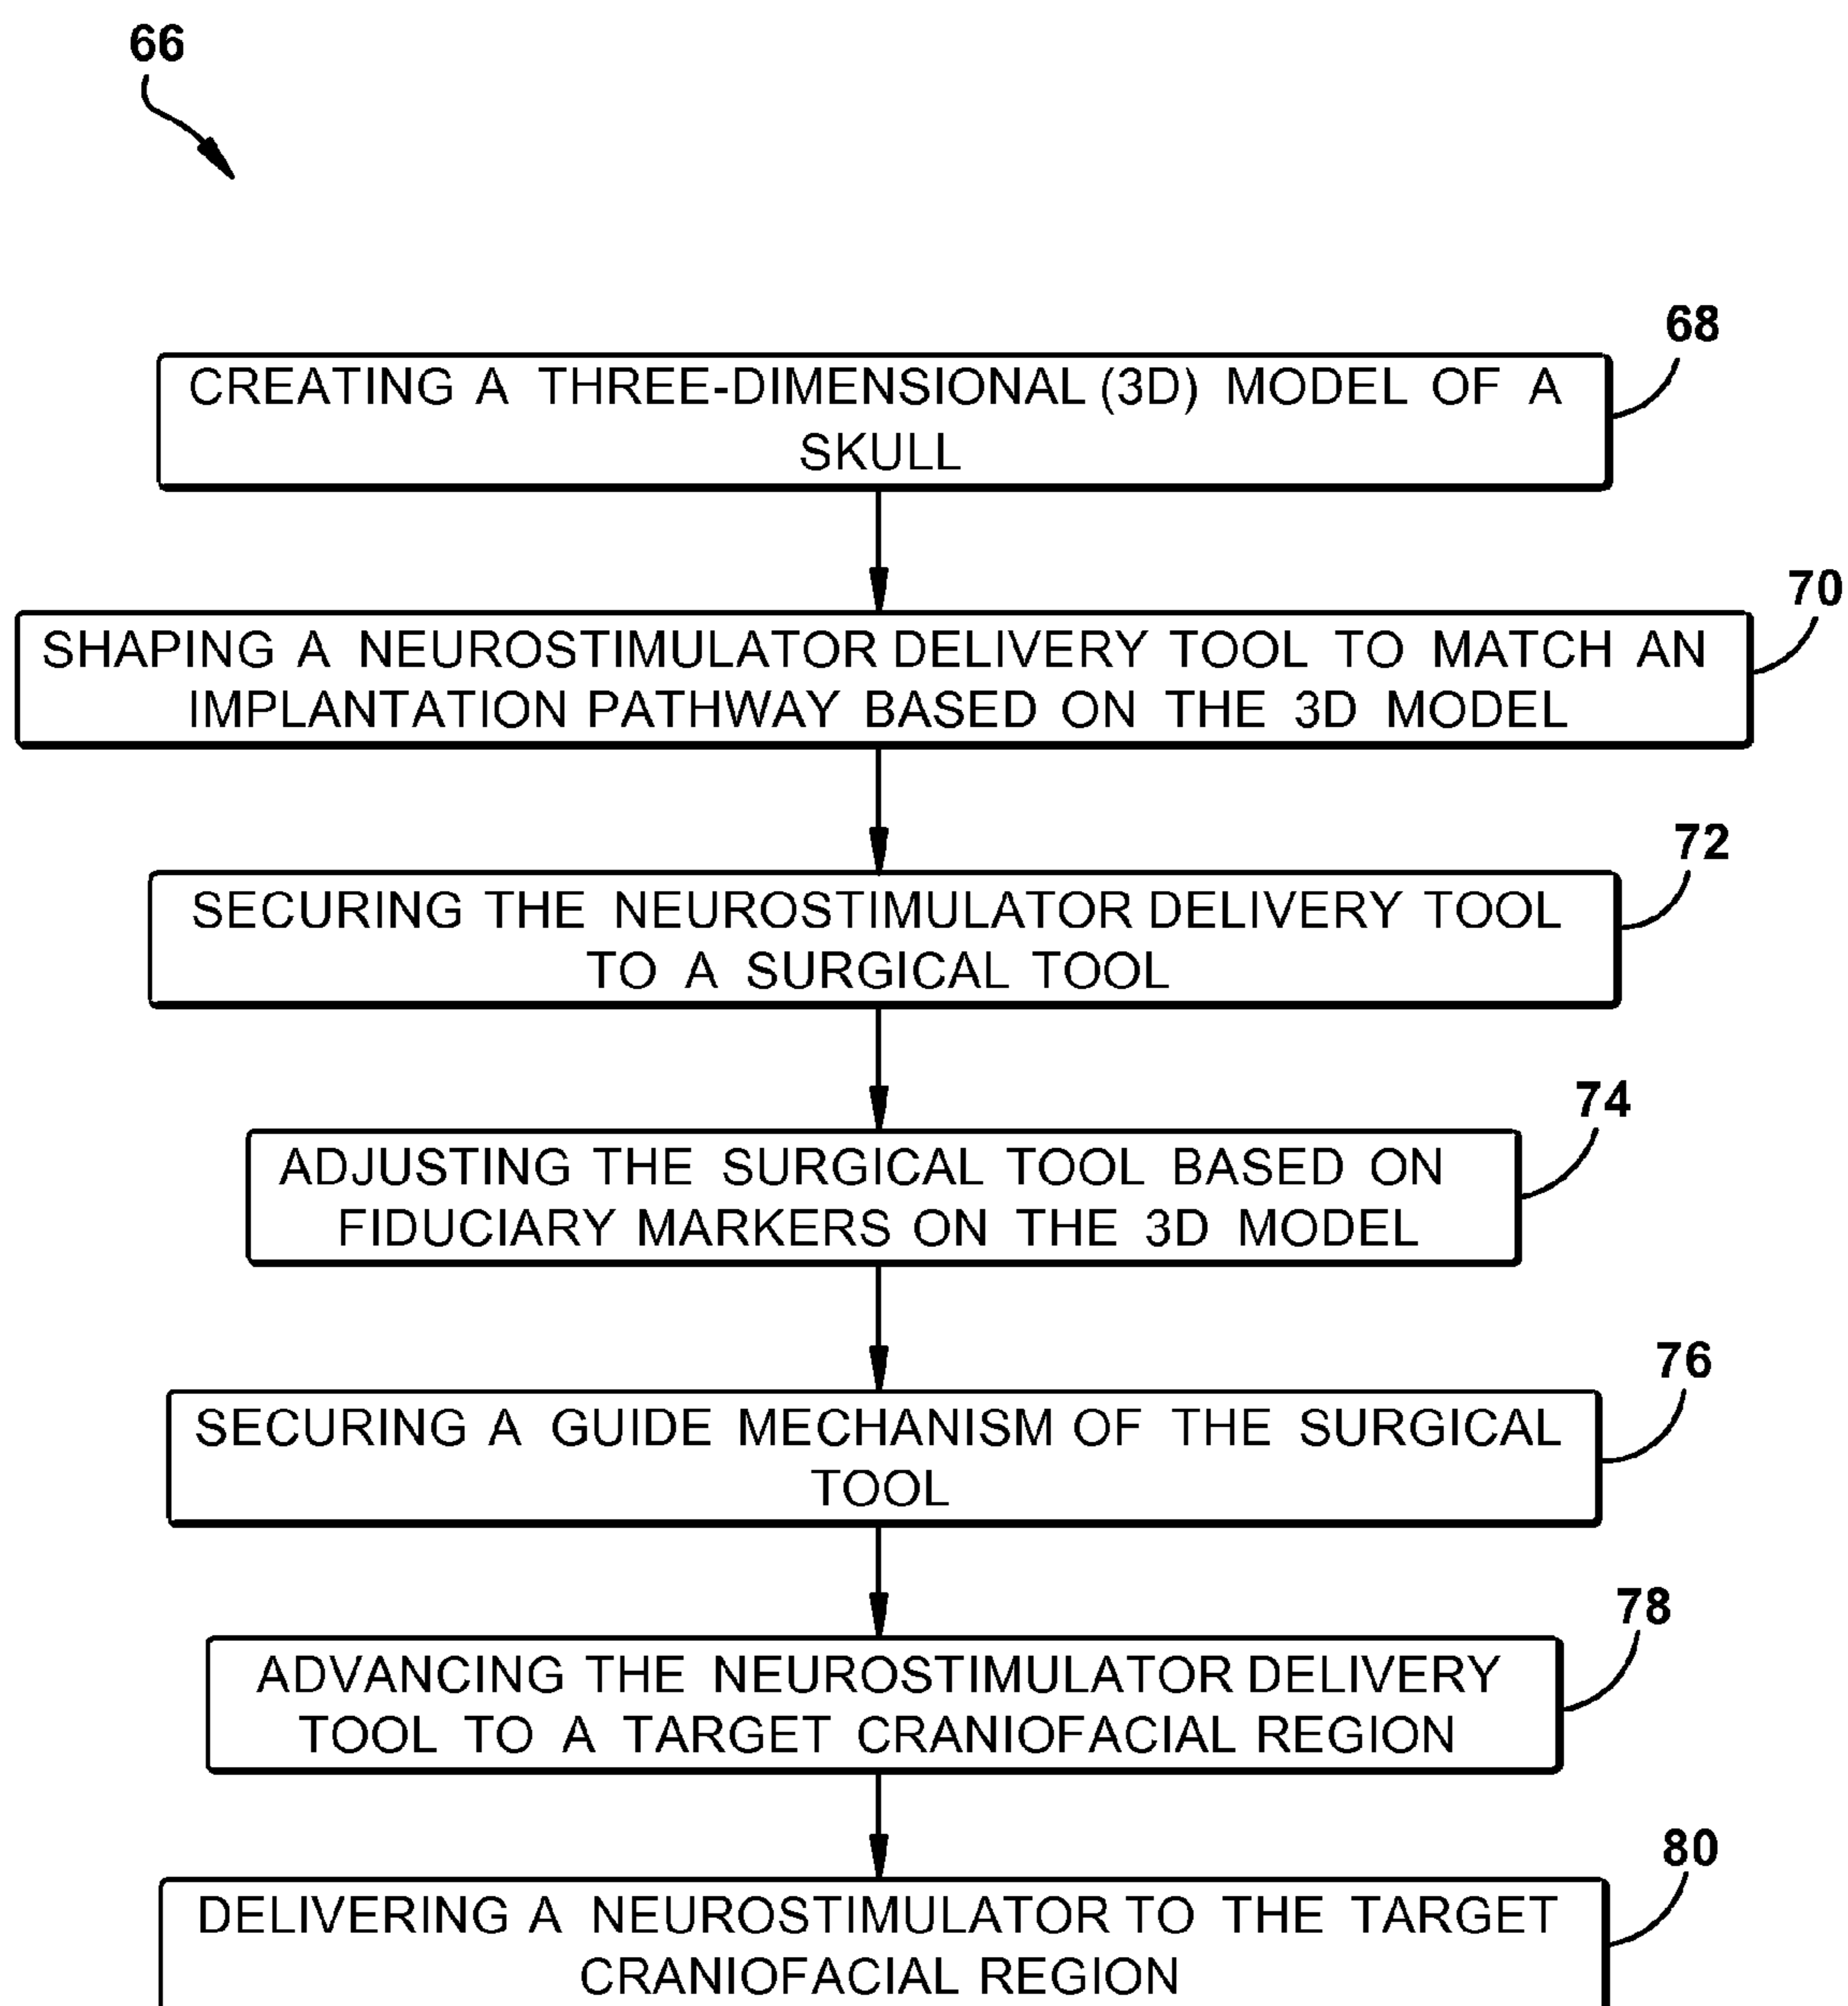 66
68
CREATING A THREE-DIMENSIONAL (3D) MODEL OF A
SKULL
70
SHAPING A NEUROSTIMULATOR DELIVERY TOOL TO MATCH AN
IMPLANTATION PATHWAY BASED ON THE 3D MODEL
72
SECURING THE NEUROSTIMULATOR DELIVERY TOOL
TO A SURGICAL TOOL
74
ADJUSTING THE SURGICAL TOOL BASED ON
FIDUCIARY MARKERS ON THE 3D MODEL
76
SECURING A GUIDE MECHANISM OF THE SURGICAL
TOOL
78
ADVANCING THE NEUROSTIMULATOR DELIVERY
TOOL TO A TARGET CRANIOFACIAL REGION
80
DELIVERING A NEUROSTIMULATOR TO THE TARGET
CRANIOFACIAL REGION